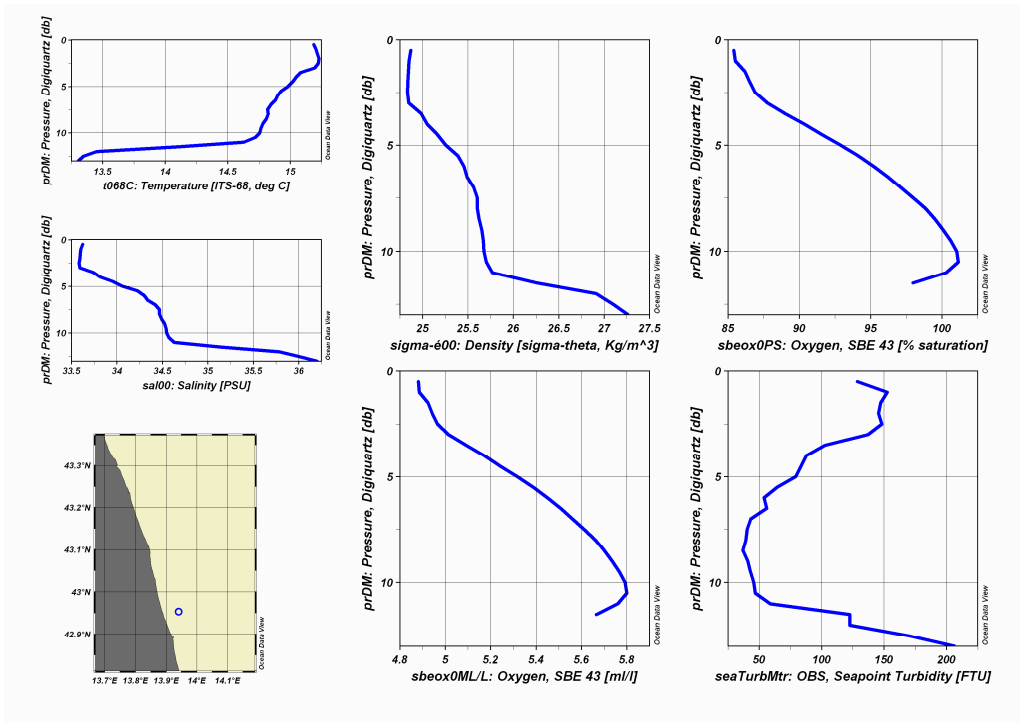 prDM: Pressure, Digiquartz [db]
0
5
10
13.5
14
14.5
15
t068C: Temperature [ITS-68, deg C]
Ocean Data View
prDM: Pressure, Digiquartz [db]
0
5
10
33.5
34
34.5
35
35.5
36
sal00: Salinity [PSU]
Ocean Data View
43.3°N
43.2°N
43.1°N
43°N
42.9°N
13.7°E
13.8°E
13.9°E
14°E
14.1°E
Ocean Data View
prDM: Pressure, Digiquartz [db]
0
5
10
25
25.5
26
26.5
27
27.5
sigma-é00: Density [sigma-theta, Kg/m^3]
Ocean Data View
prDM: Pressure, Digiquartz [db]
0
5
10
4.8
5
5.2
5.4
5.6
5.8
sbeox0ML/L: Oxygen, SBE 43 [ml/l]
Ocean Data View
prDM: Pressure, Digiquartz [db]
0
5
10
85
90
95
100
sbeox0PS: Oxygen, SBE 43 [% saturation]
Ocean Data View
prDM: Pressure, Digiquartz [db]
0
5
10
50
100
150
200
seaTurbMtr: OBS, Seapoint Turbidity [FTU]
Ocean Data View